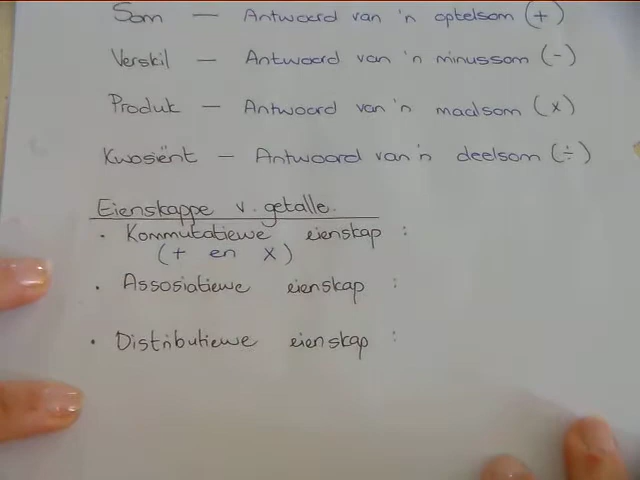 Som — Antwoord van 'n optelsom (+)
Verskil — Antwoord van 'n minussom (-)
Produk — Antwoord van 'n maalsom (x)
Kwosiënt — Antwoord van 'n deelsom (÷)
Eienskappe v. getalle.
• Kommutatiewe eienskap :
(+ en x)
• Assosiatiewe eienskap :
• Distributiewe eienskap :